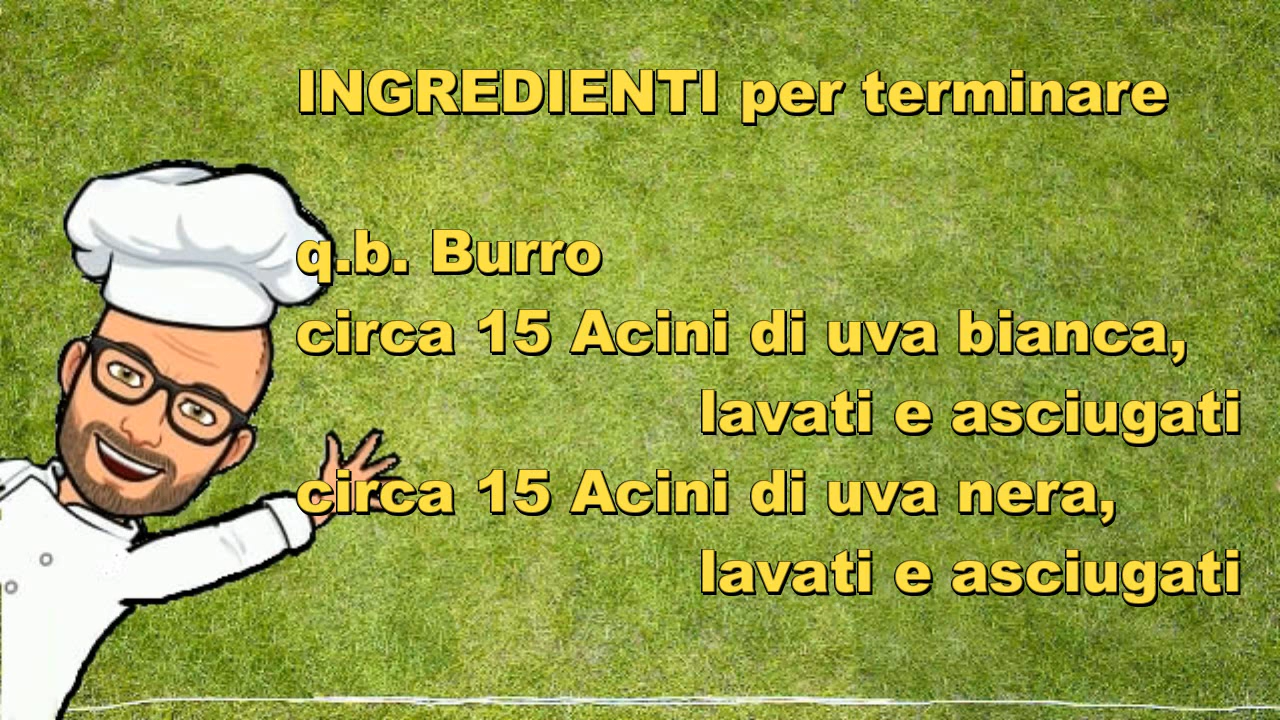 INGREDIENTI per terminare
q.b. Burro
circa 15 Acini di uva bianca,
lavati e asciugati
circa 15 Acini di uva nera,
lavati e asciugati